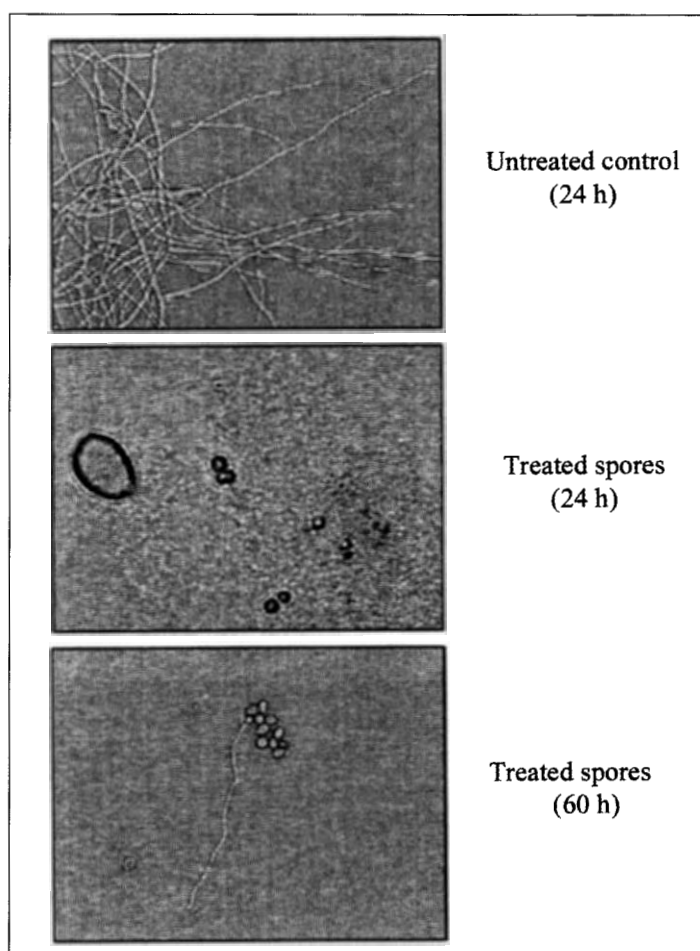 Untreated control
(24 h)
Treated spores
(24 h)
Treated spores
(60 h)